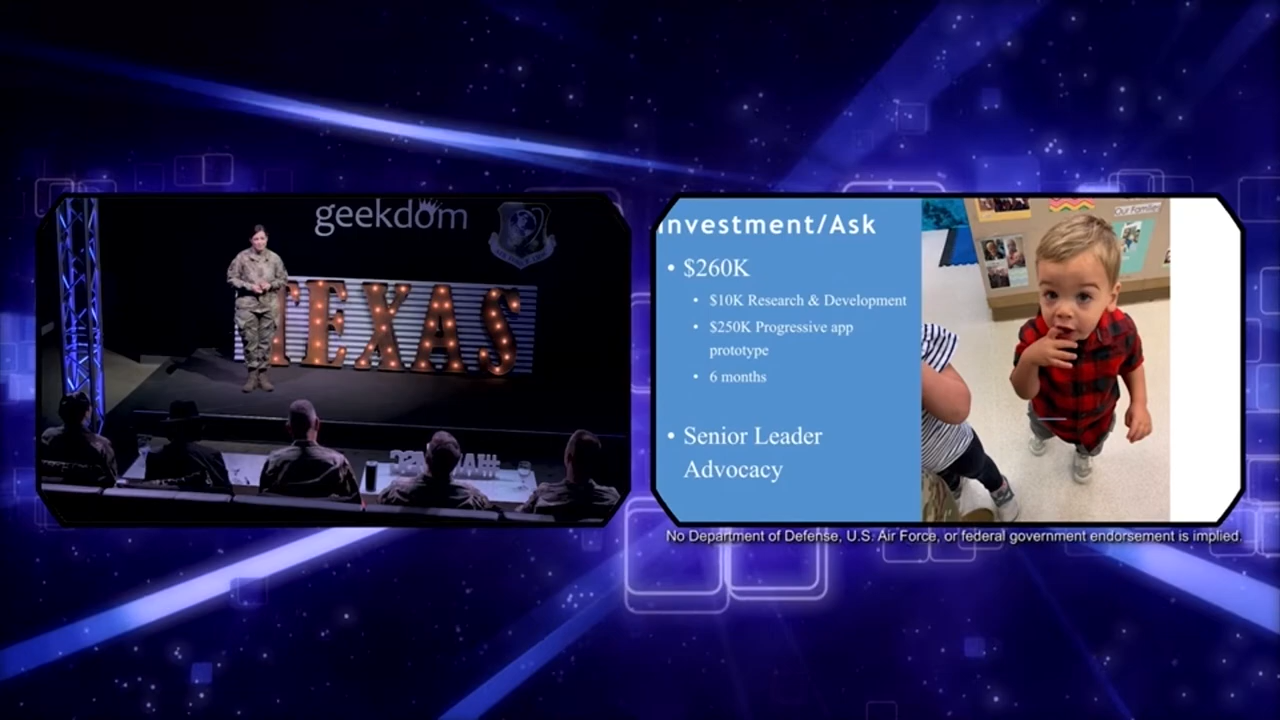 geekdom
TEXAS
Investment/Ask
• $260K
• $10K Research & Development
• $250K Progressive app
prototype
• 6 months
• Senior Leader
Advocacy
Our Families
No Department of Defense, U.S. Air Force, or federal government endorsement is implied.